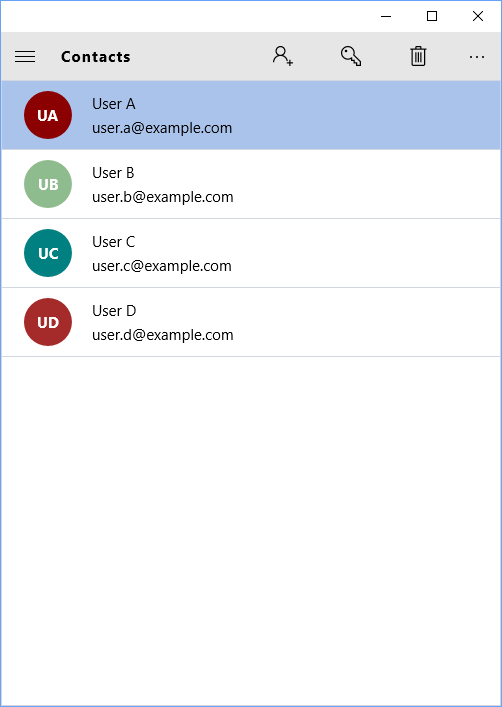 Contacts
UA
User A
user.a@example.com
UB
User B
user.b@example.com
UC
User C
user.c@example.com
UD
User D
user.d@example.com